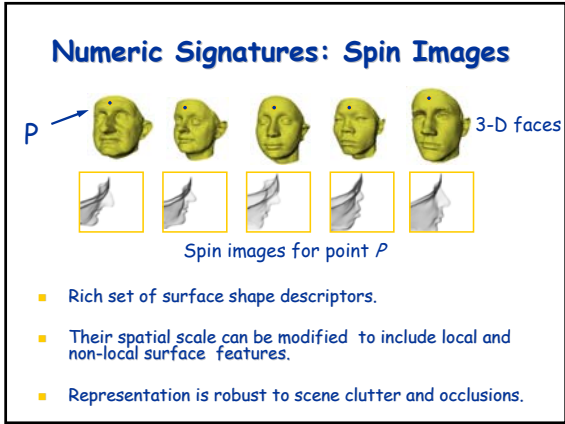 Numeric Signatures: Spin Images
P
3-D faces
Spin images for point P
Rich set of surface shape descriptors.
Their spatial scale can be modified to include local and
non-local surface features.
Representation is robust to scene clutter and occlusions.